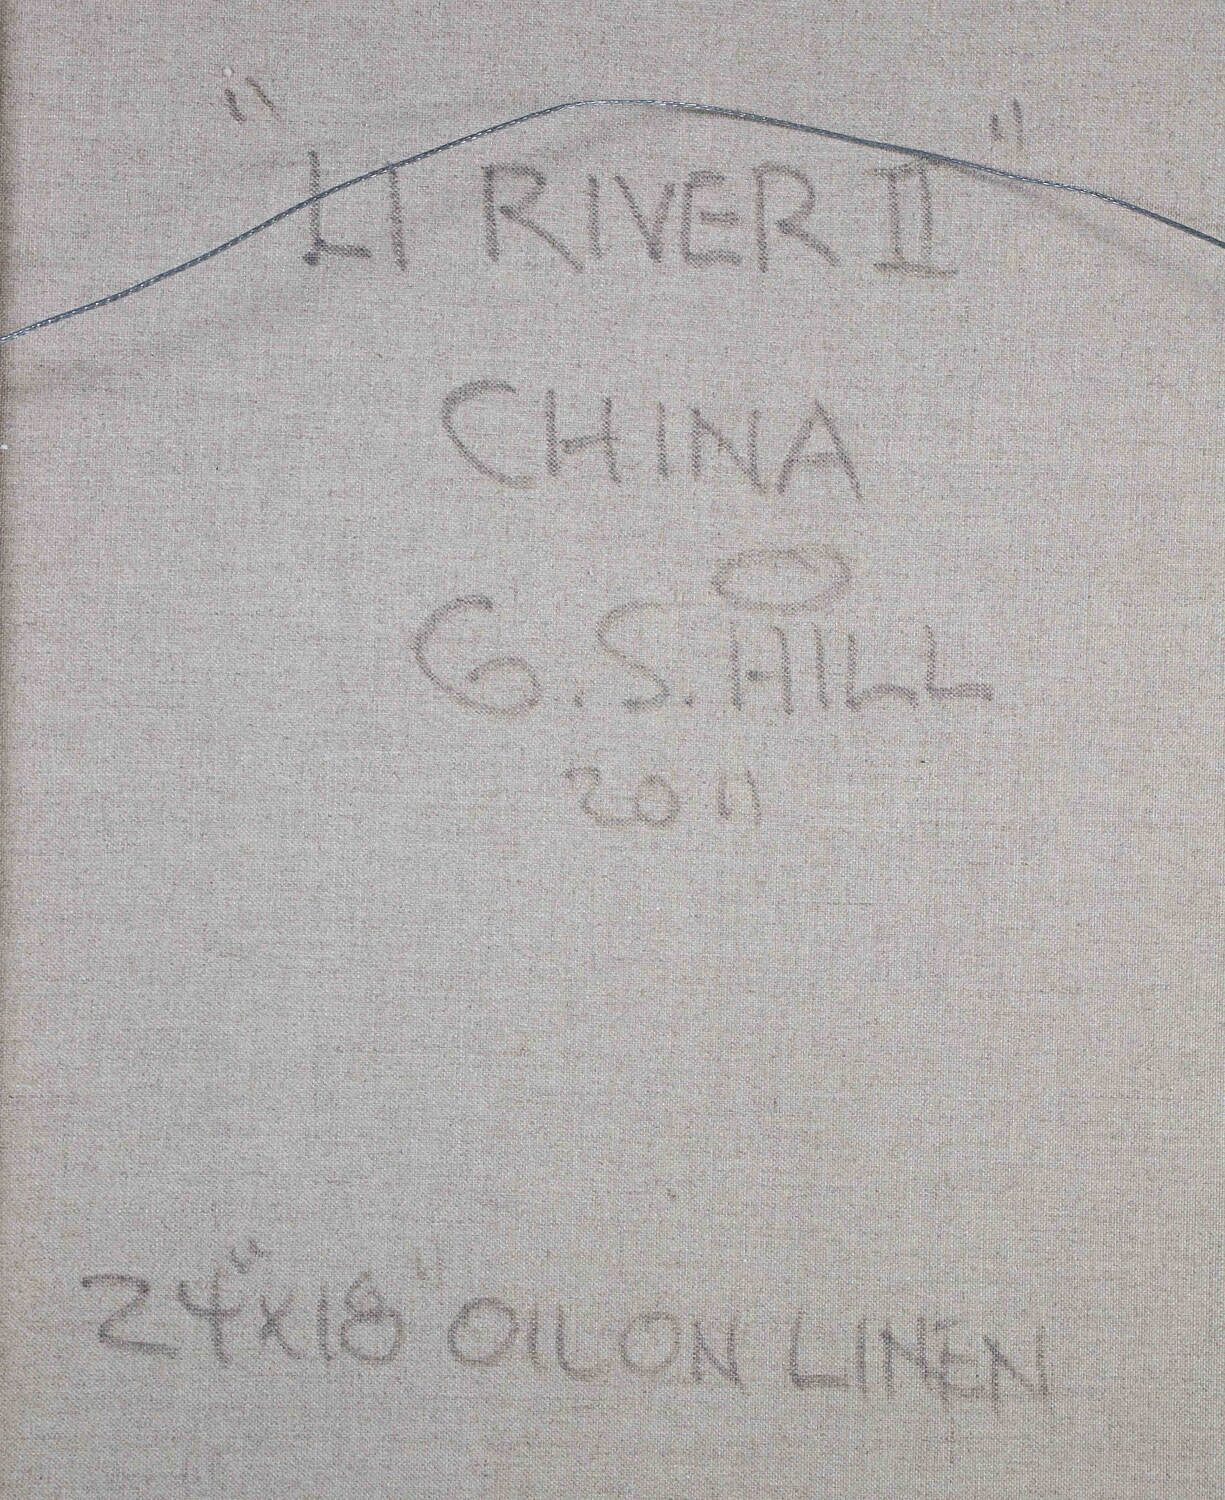 "LI RIVER II"
CHINA
G.S. HILL
2011
24"x18" OIL ON LINEN